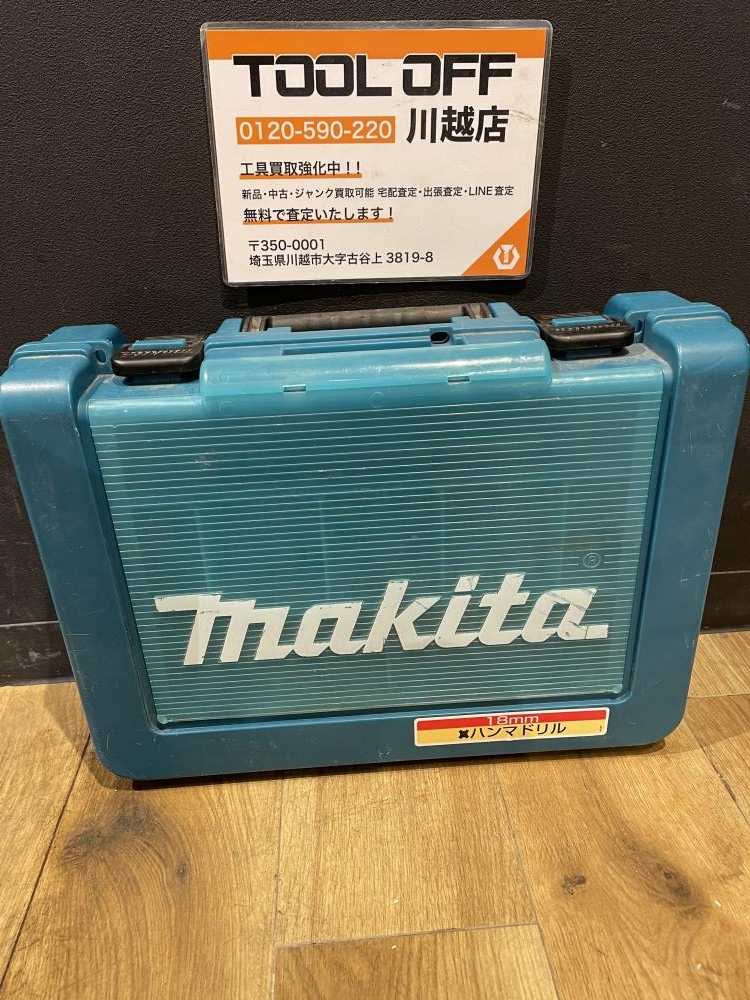 TOOL OFF
0120-590-220 川越店
工具買取強化中!!
新品・中古・ジャンク買取可能 宅配査定・出張査定・LINE査定
無料で査定いたします!
〒350-0001
埼玉県川越市大字古谷上 3819-8
makita
makita
®
makita
18mm
ハンマドリル